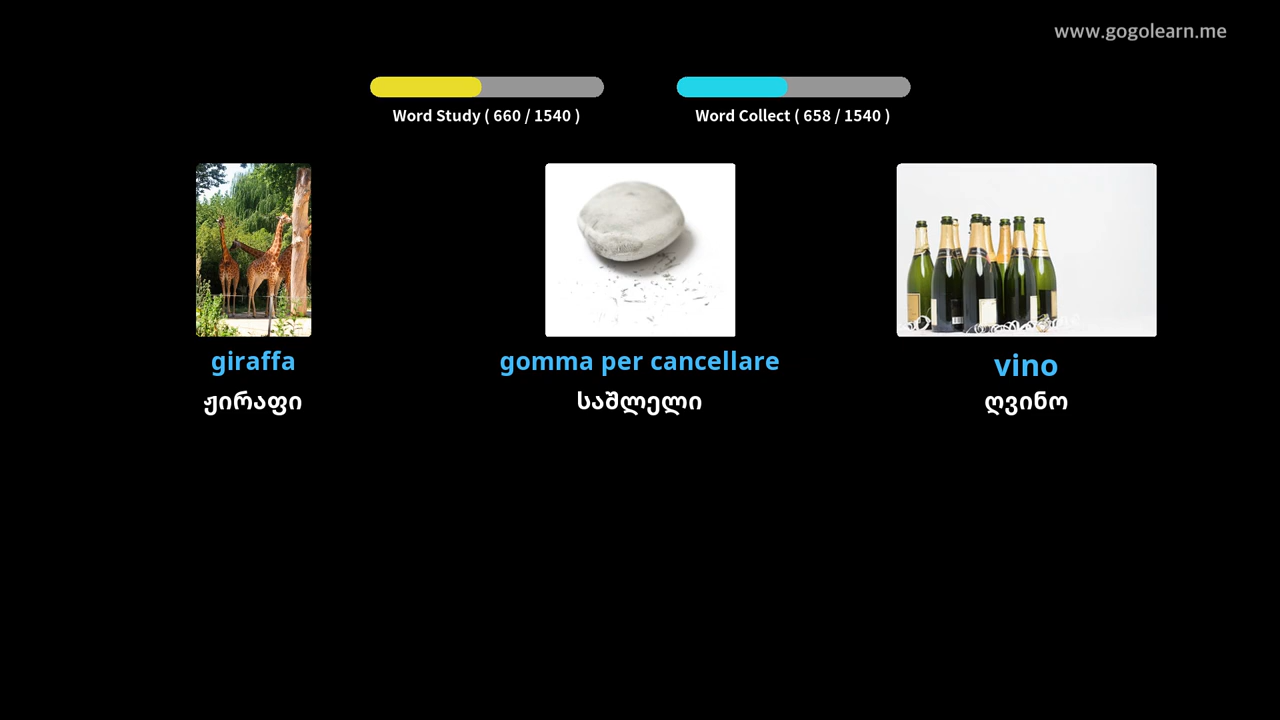 www.gogolearn.me
Word Study ( 660 / 1540 )
Word Collect ( 658 / 1540 )
giraffa
gomma per cancellare
vino
ჟირაფი
საშლელი
ღვინო